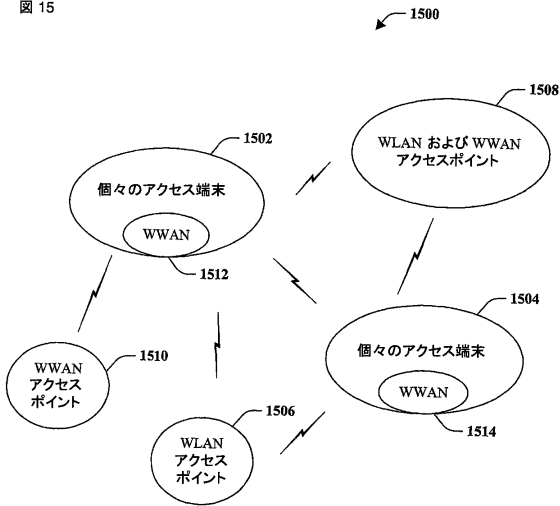 図 15
1500
1508
WLAN および WWAN
アクセスポイント
1502
個々のアクセス端末
WWAN
1512
1504
個々のアクセス端末
WWAN
1514
1510
WWAN
アクセス
ポイント
1506
WLAN
アクセス
ポイント